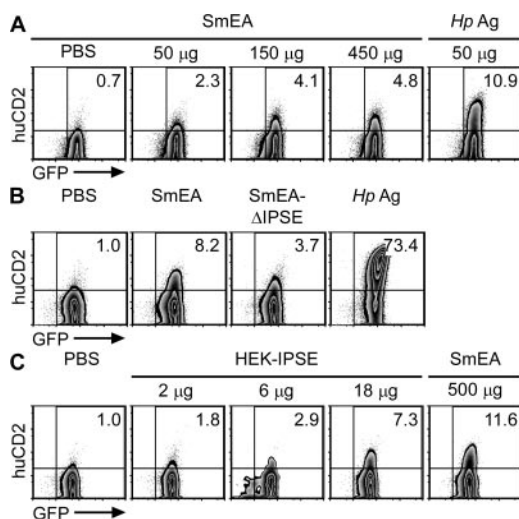 A SmEA Hp Ag
PBS 50 µg 150 µg 450 µg 50 µg
0.7 2.3 4.1 4.8 10.9
huCD2
GFP
B PBS SmEA SmEA-ΔIPSE Hp Ag
1.0 8.2 3.7 73.4
huCD2
GFP
C PBS HEK-IPSE SmEA
2 µg 6 µg 18 µg 500 µg
1.0 1.8 2.9 7.3 11.6
huCD2
GFP